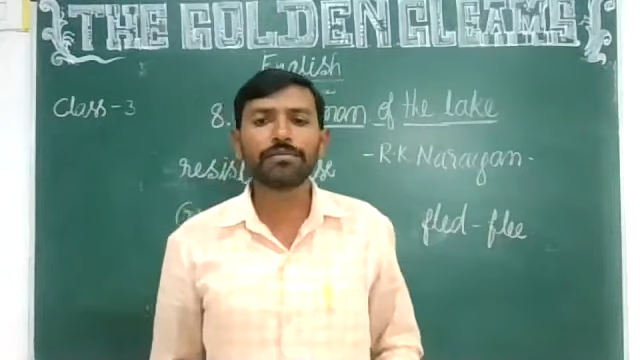 THE GOLDEN GLEAMS
English
Class-3
8. of the lake
-R.K Narayan-
fled - flee